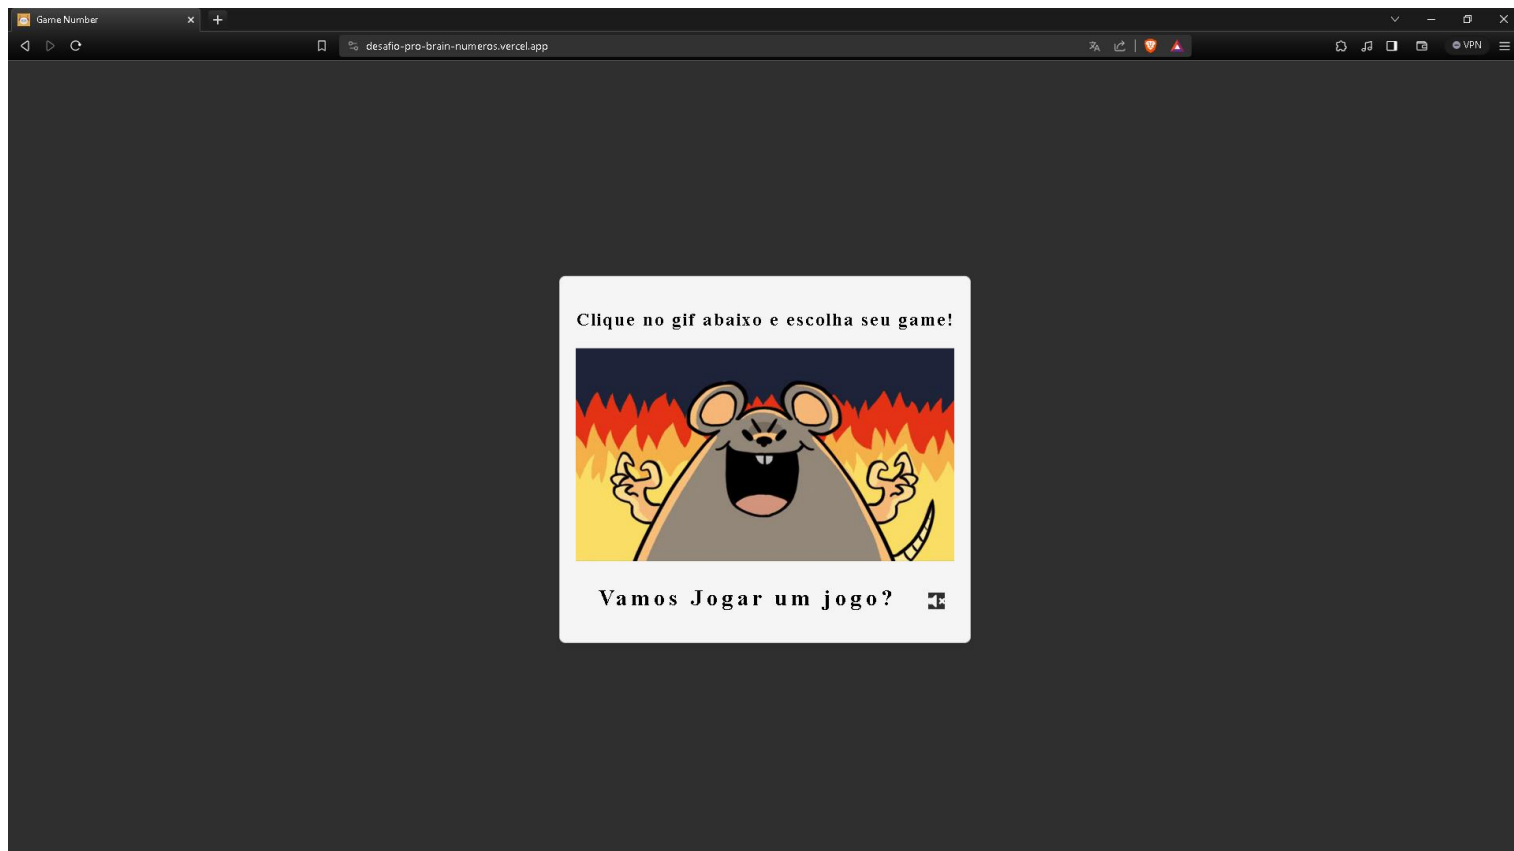 Game Number
desafio-pro-brain-numeros.vercel.app
VPN
Clique no gif abaixo e escolha seu game!
Vamos Jogar um jogo?